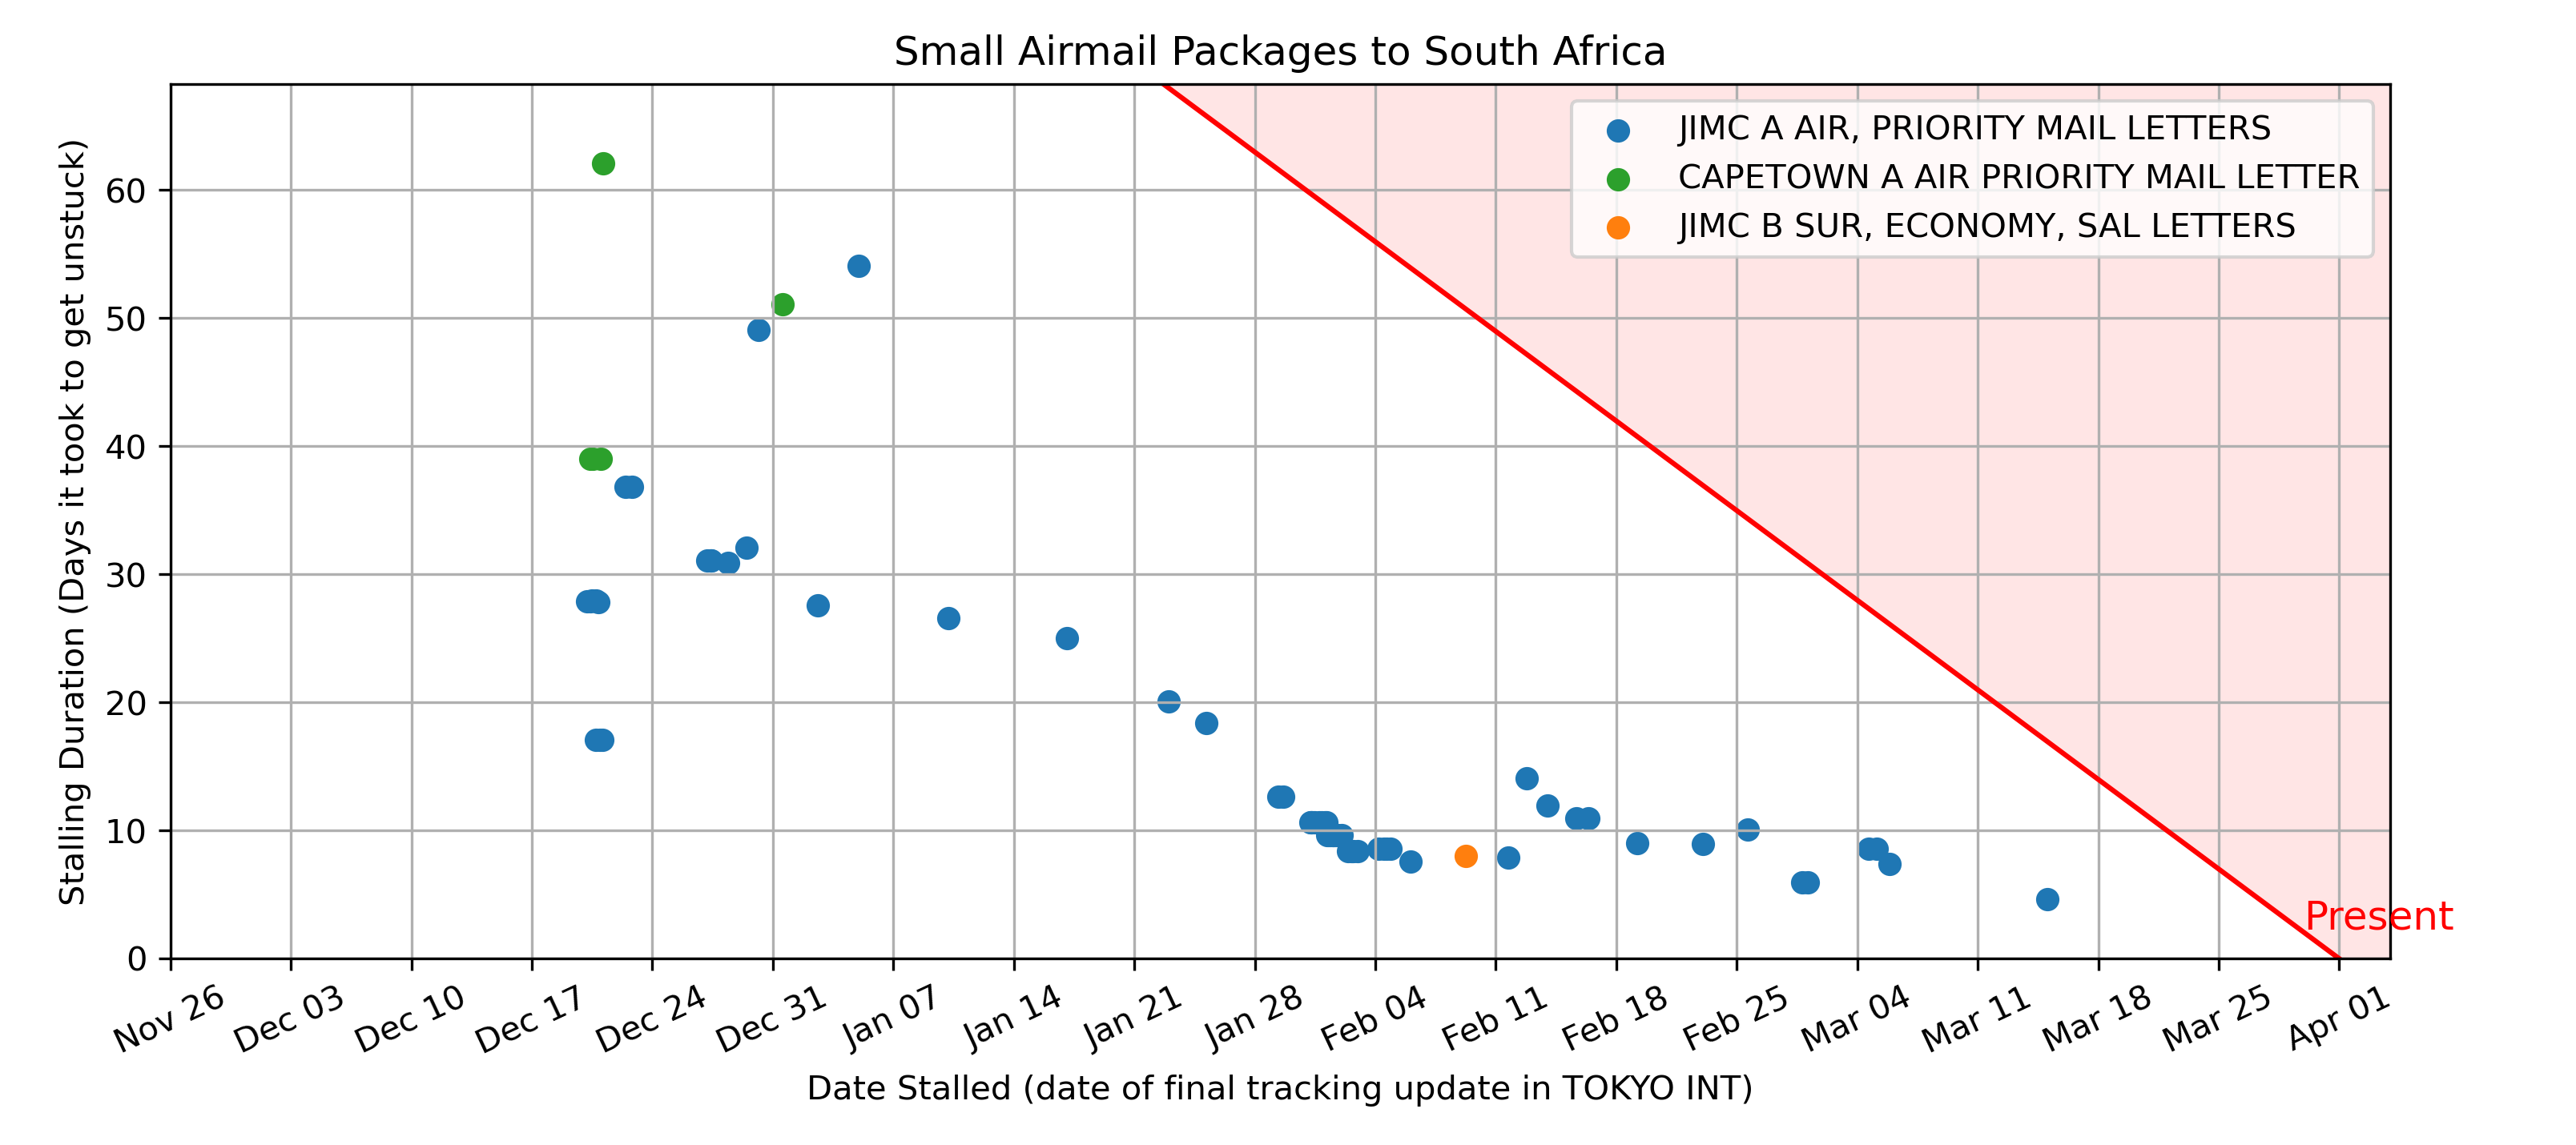 Small Airmail Packages to South Africa
JIMC A AIR, PRIORITY MAIL LETTERS
CAPETOWN A AIR PRIORITY MAIL LETTER
JIMC B SUR, ECONOMY, SAL LETTERS
Stalling Duration (Days it took to get unstuck)
60
50
40
30
20
10
0
Present
Nov 26
Dec 03
Dec 10
Dec 17
Dec 24
Dec 31
Jan 07
Jan 14
Jan 21
Jan 28
Feb 04
Feb 11
Feb 18
Feb 25
Mar 04
Mar 11
Mar 18
Mar 25
Apr 01
Date Stalled (date of final tracking update in TOKYO INT)